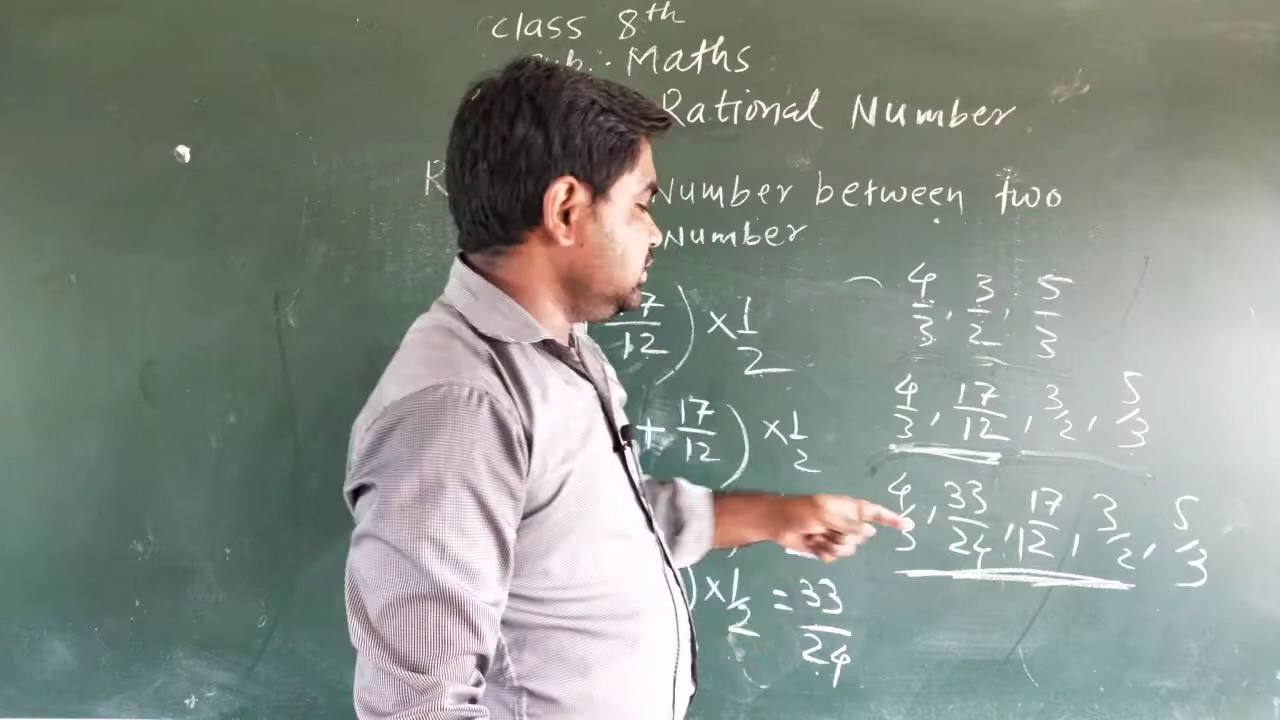 class 8th
Sub.: Maths
Rational Number
Number between two
Number
17/12) × 1/2
4/3, 3/2, 5/3
+ 17/12) × 1/2
4/3, 17/12, 3/2, 5/3
4/3, 33/24, 17/12, 3/2, 5/3
) × 1/2 = 33/24